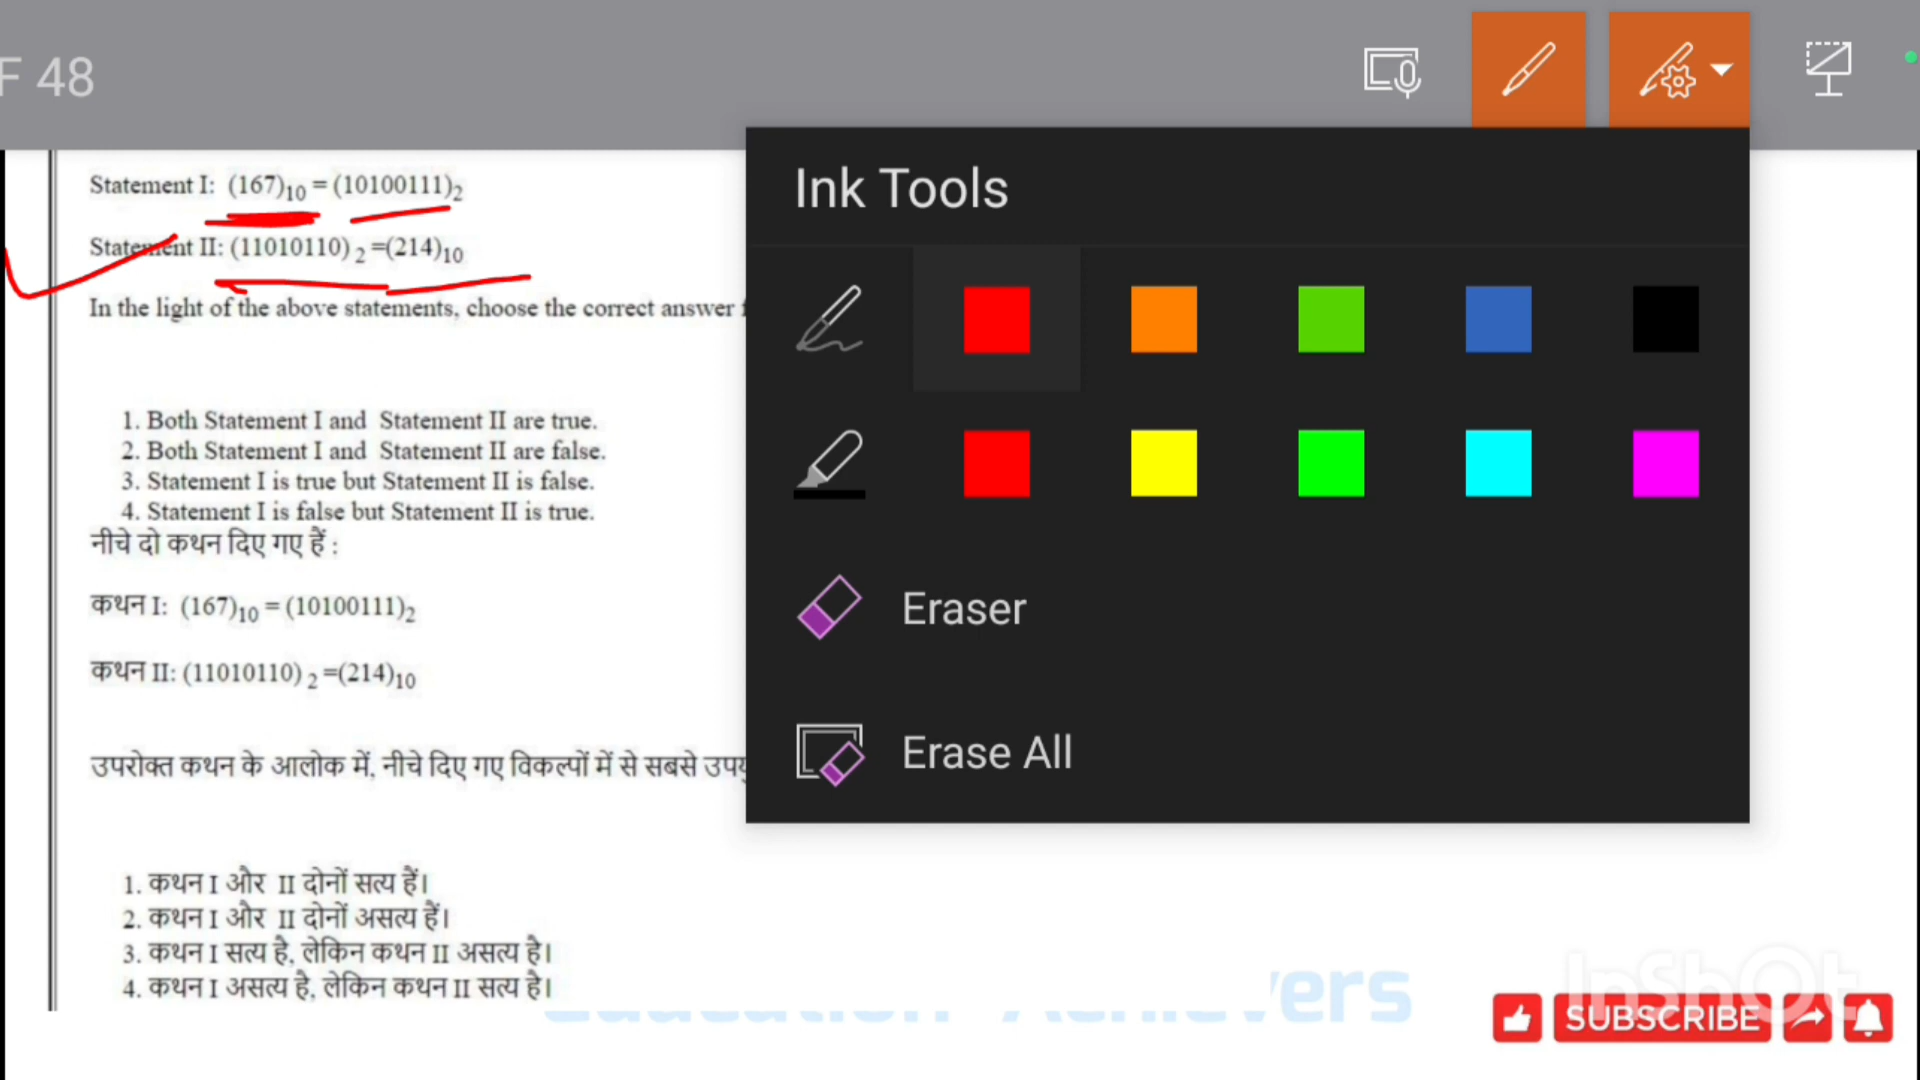 F 48
Ink Tools
Eraser
Erase All
Statement I: (167)10 = (10100111)2
Statement II: (11010110) 2 =(214)10
In the light of the above statements, choose the correct answer
1. Both Statement I and Statement II are true.
2. Both Statement I and Statement II are false.
3. Statement I is true but Statement II is false.
4. Statement I is false but Statement II is true.
नीचे दो कथन दिए गए हैं :
कथन I: (167)10 = (10100111)2
कथन II: (11010110) 2 =(214)10
उपरोक्त कथन के आलोक में, नीचे दिए गए विकल्पों में से सबसे
1. कथन I और II दोनों सत्य हैं।
2. कथन I और II दोनों असत्य हैं।
3. कथन I सत्य है, लेकिन कथन II असत्य है।
4. कथन I असत्य है, लेकिन कथन II सत्य है।
InShOt
SUBSCRIBE